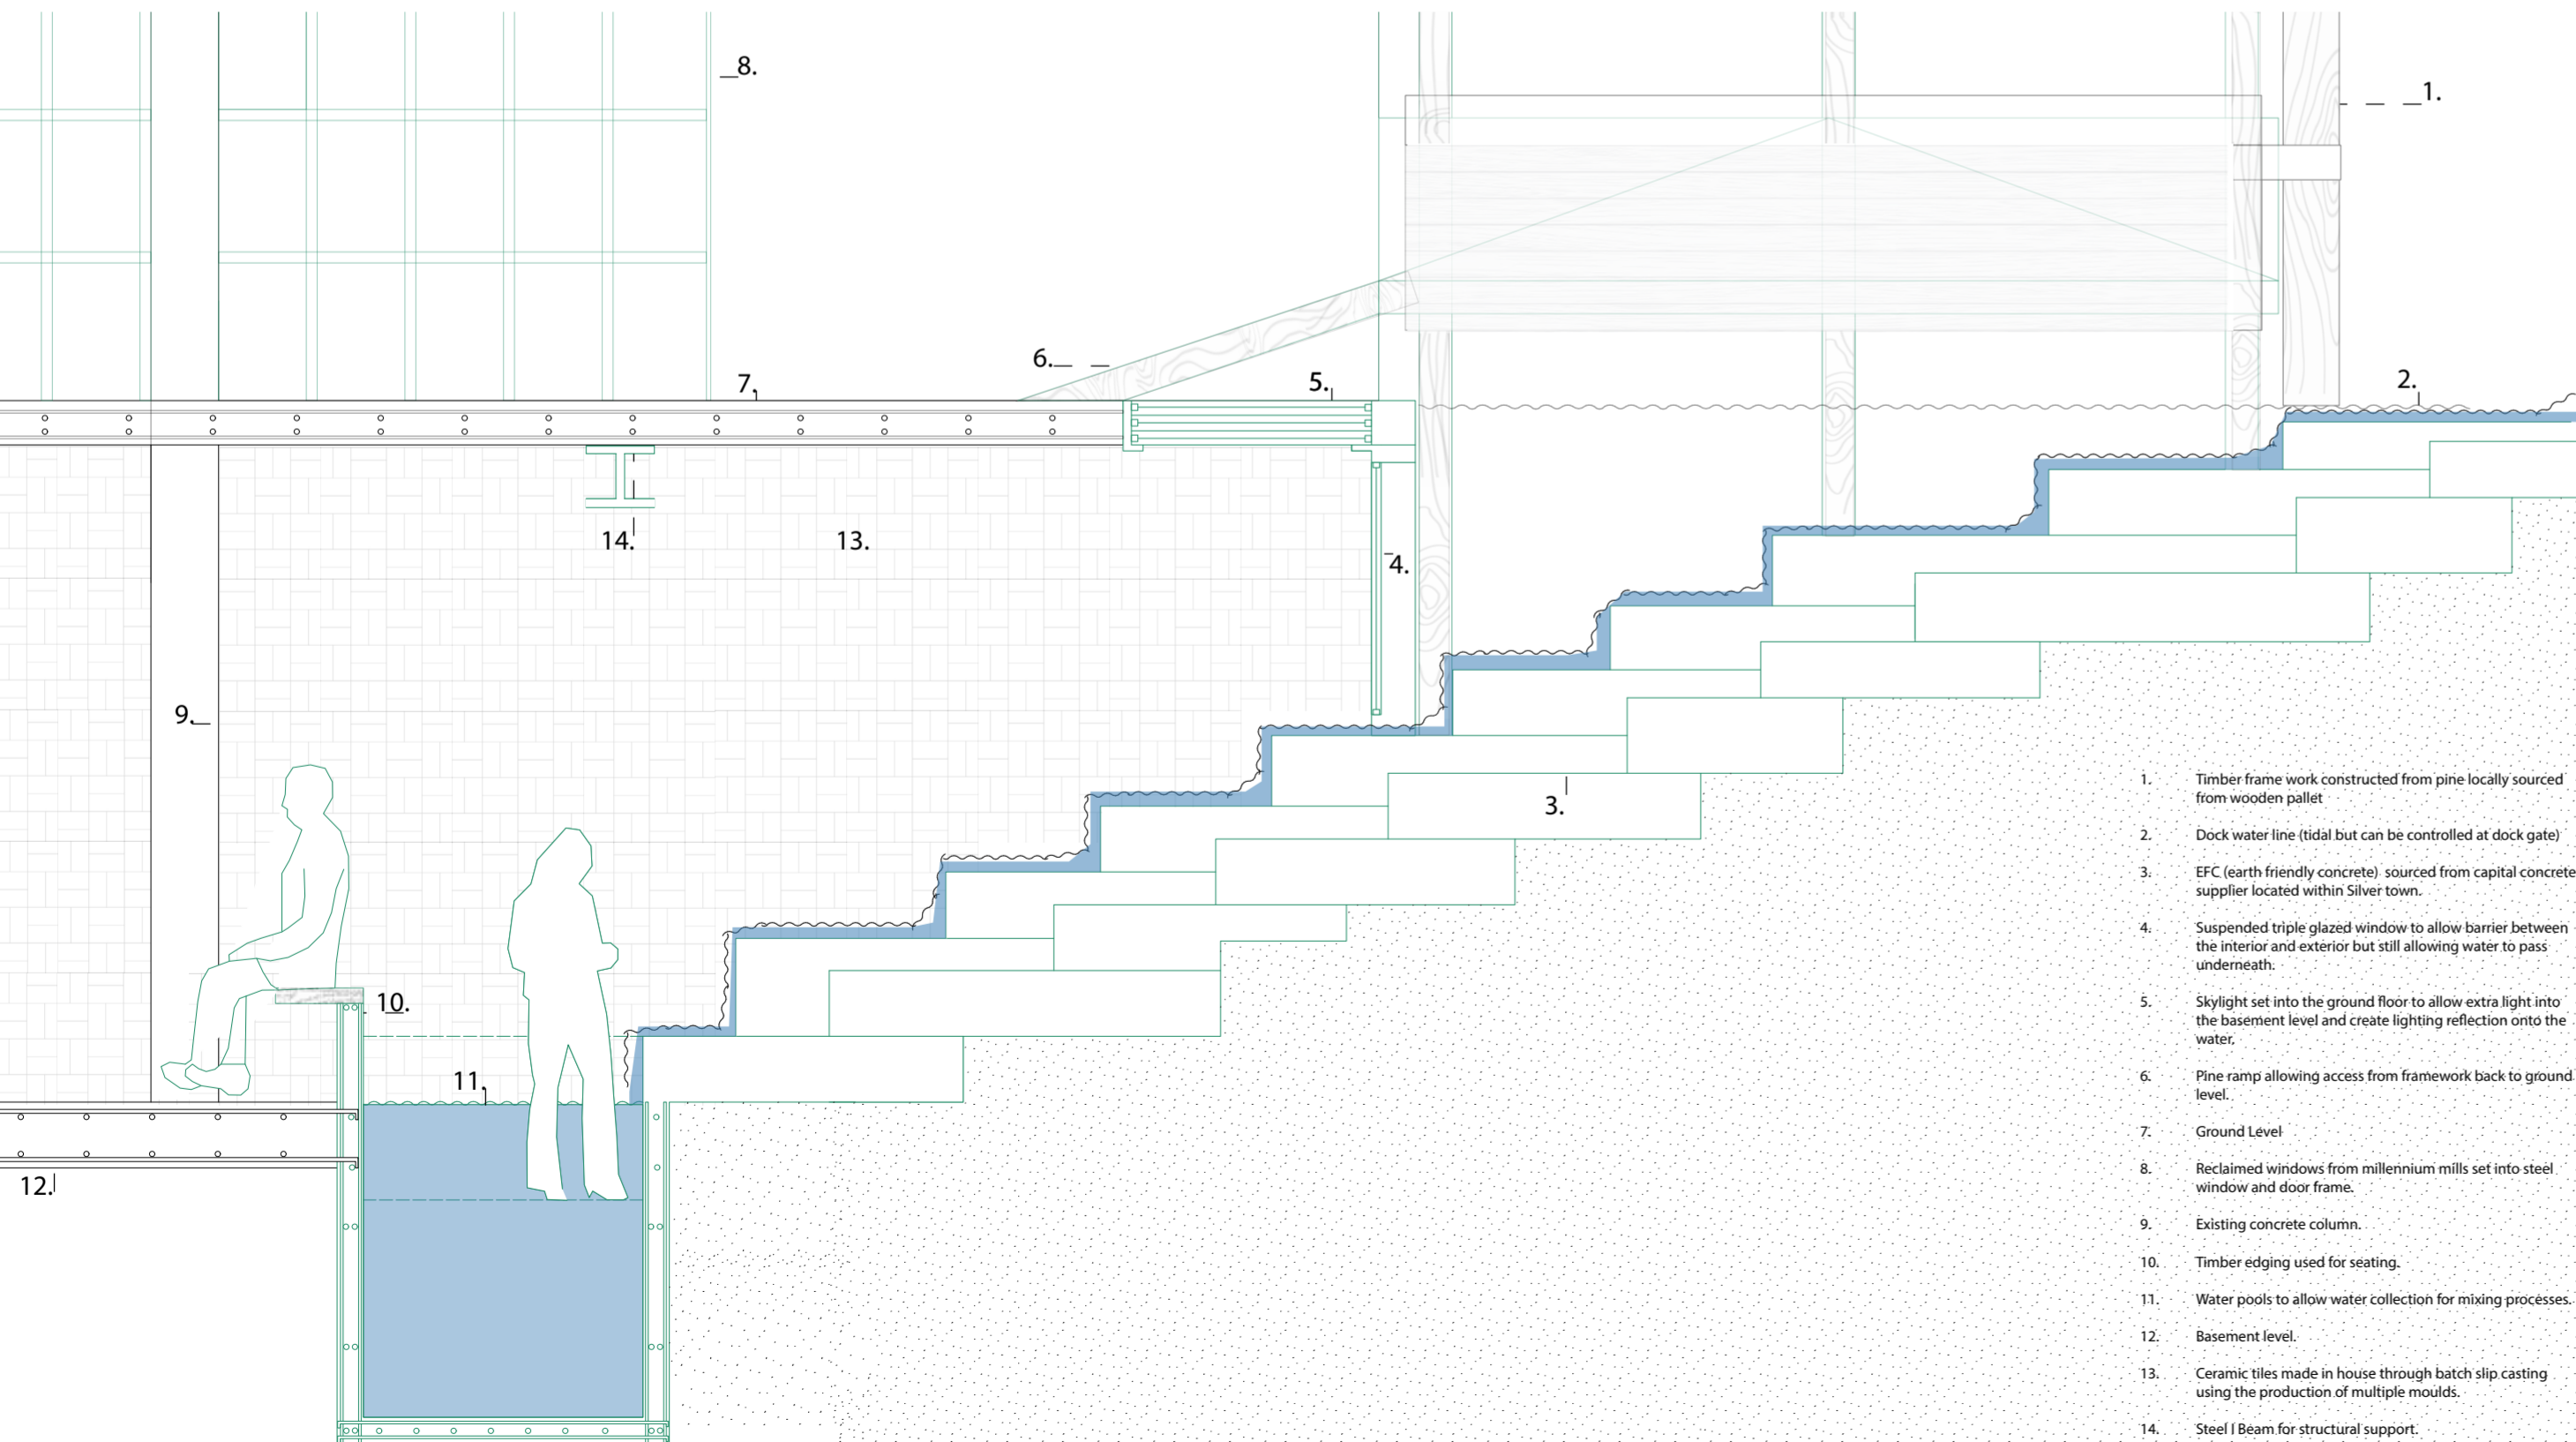 8.
1.
6.
7.
5.
2.
14.
13.
4.
9.
3.
10.
11.
12.
1. Timber frame work constructed from pine locally sourced
from wooden pallet
2. Dock water line (tidal but can be controlled at dock gate)
3. EFC (earth friendly concrete) sourced from capital concrete
supplier located within Silver town.
4. Suspended triple glazed window to allow barrier between
the interior and exterior but still allowing water to pass
underneath.
5. Skylight set into the ground floor to allow extra light into
the basement level and create lighting reflection onto the
water.
6. Pine ramp allowing access from framework back to ground
level.
7. Ground Level
8. Reclaimed windows from millennium mills set into steel
window and door frame.
9. Existing concrete column.
10. Timber edging used for seating.
11. Water pools to allow water collection for mixing processes.
12. Basement level.
13. Ceramic tiles made in house through batch slip casting
using the production of multiple moulds.
14. Steel I Beam for structural support.